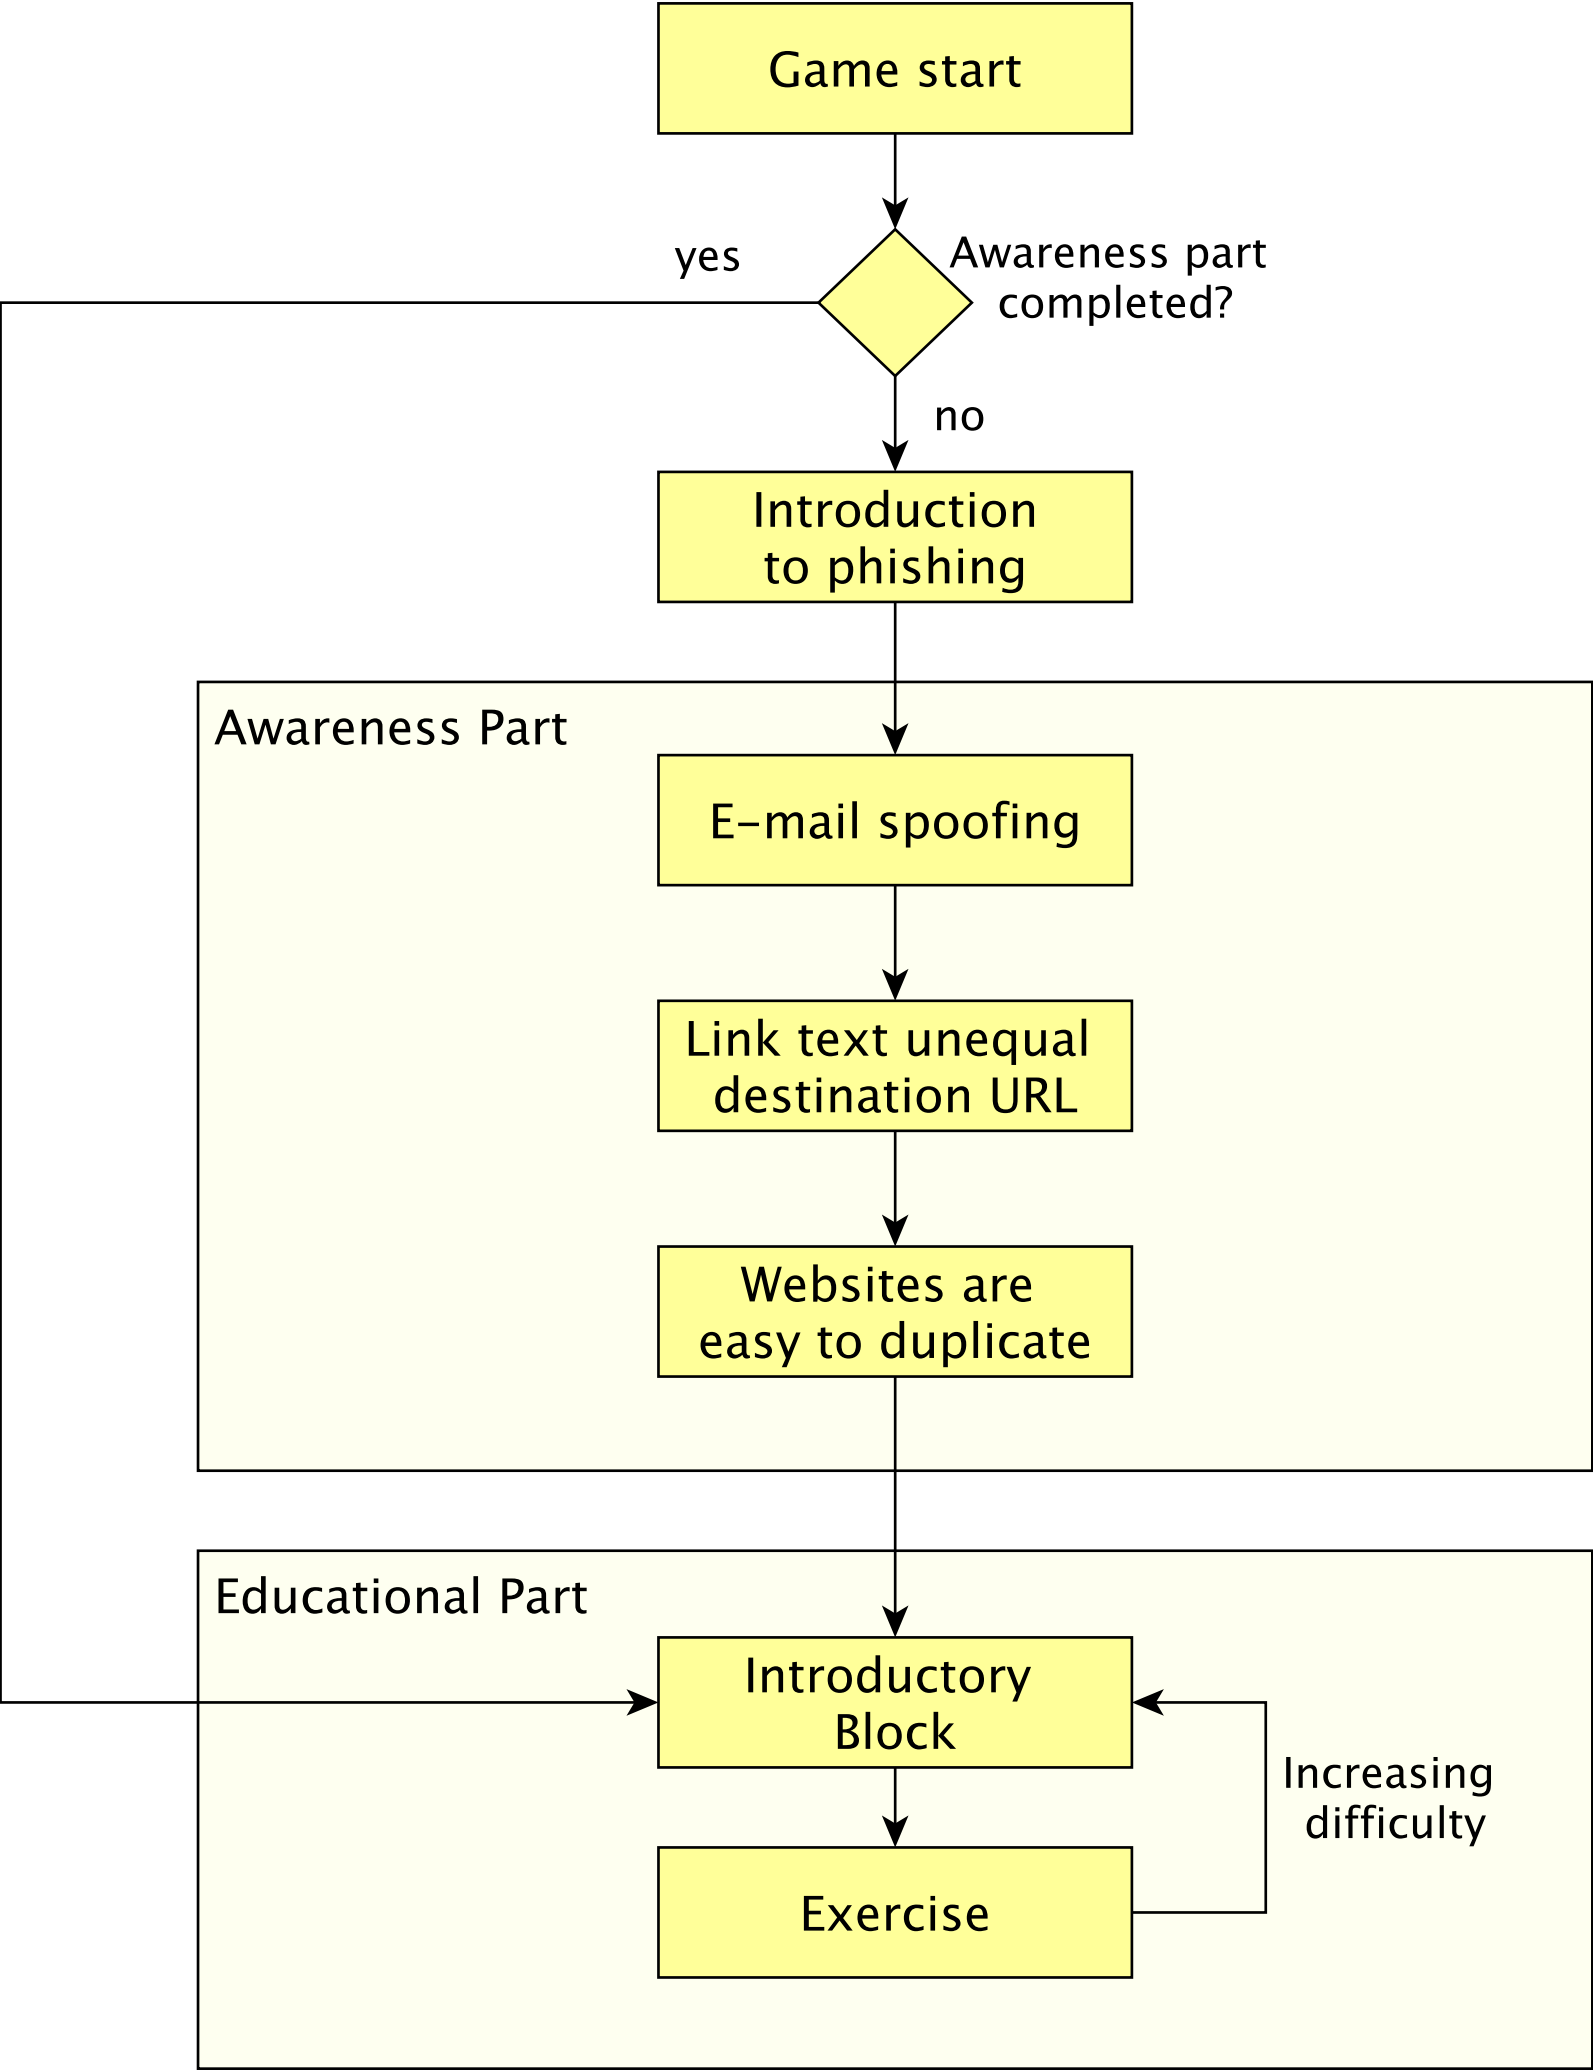 Game start
yes
Awareness part
completed?
no
Introduction
to phishing
Awareness Part
E-mail spoofing
Link text unequal
destination URL
Websites are
easy to duplicate
Educational Part
Introductory
Block
Increasing
difficulty
Exercise